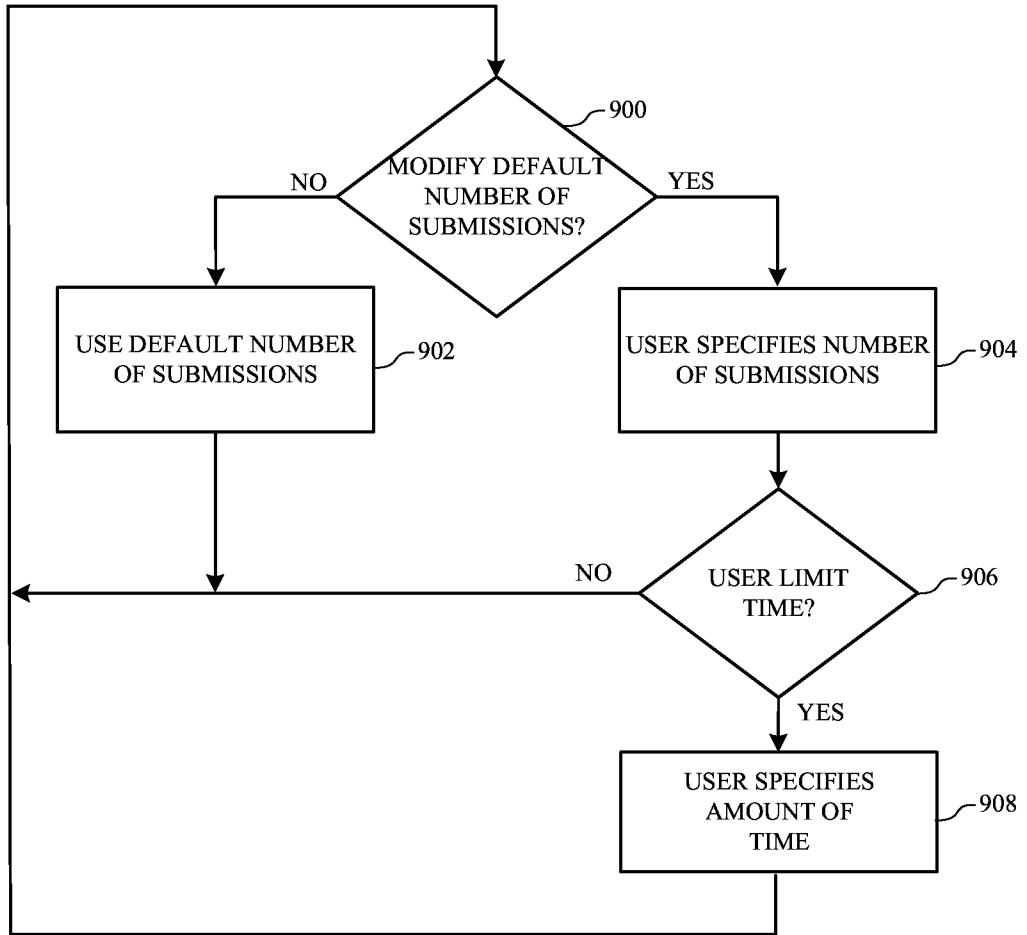 900
MODIFY DEFAULT
NUMBER OF
SUBMISSIONS?
NO
YES
USE DEFAULT NUMBER
OF SUBMISSIONS
902
USER SPECIFIES NUMBER
OF SUBMISSIONS
904
NO
USER LIMIT
TIME?
906
YES
USER SPECIFIES
AMOUNT OF
TIME
908